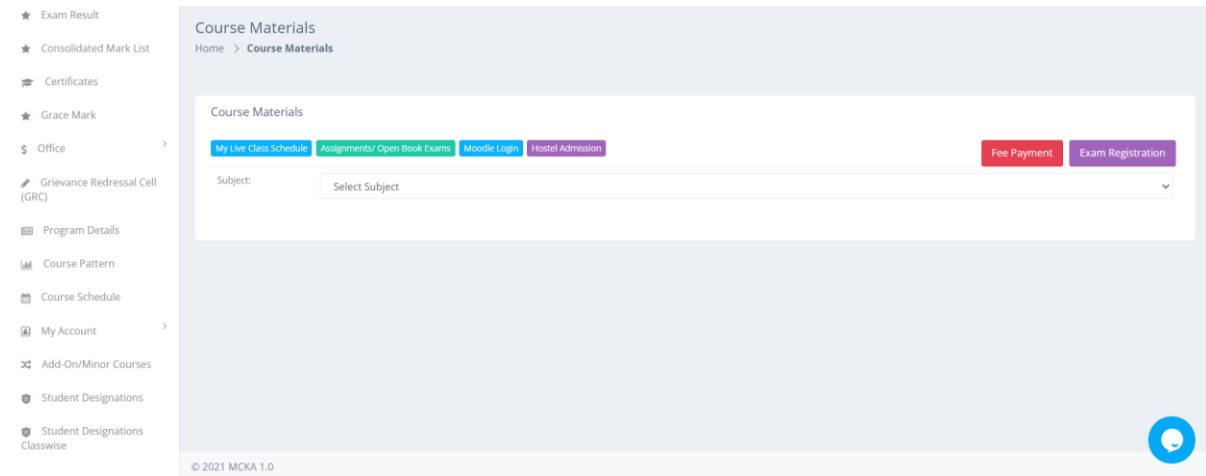 Exam Result
Consolidated Mark List
Certificates
Grace Mark
Office
Grievance Redressal Cell
(GRC)
Program Details
Course Pattern
Course Schedule
My Account
Add-On/Minor Courses
Student Designations
Student Designations
Classwise
Course Materials
Home > Course Materials
Course Materials
My Live Class Schedule Assignments/ Open Book Exams Moodle Login Hostel Admission
Fee Payment Exam Registration
Subject: Select Subject
© 2021 MCKA 1.0